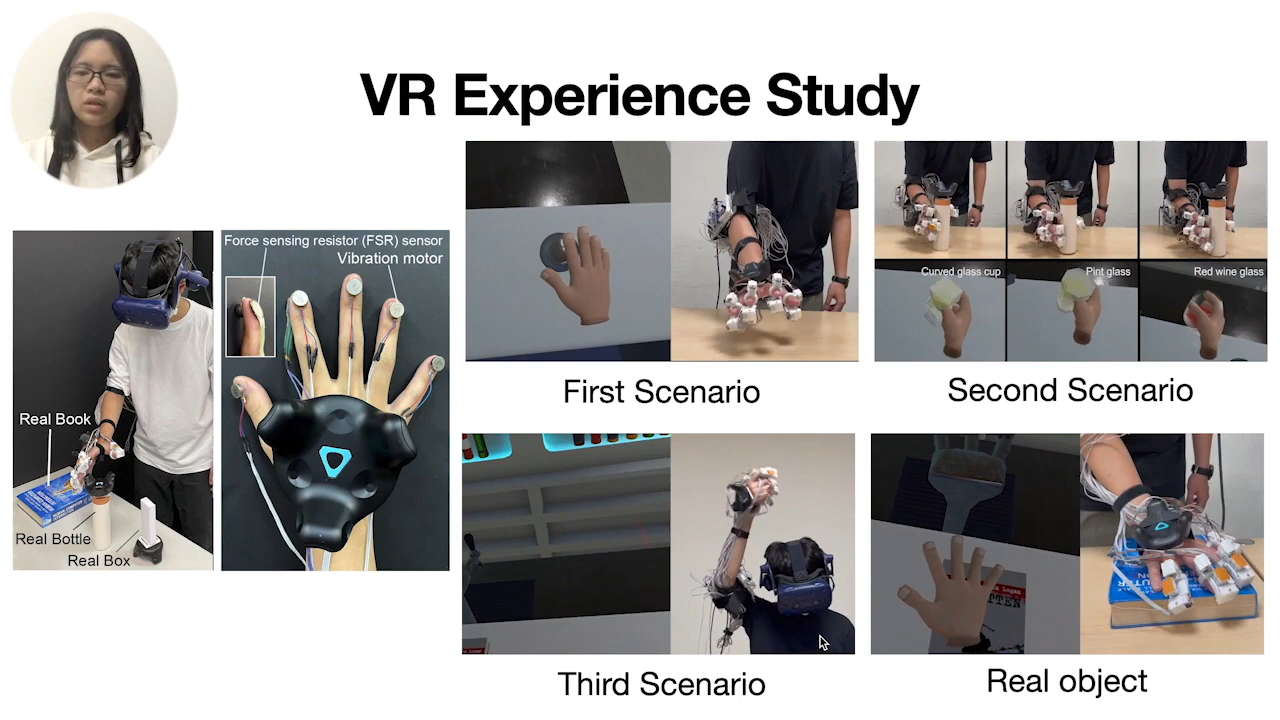 VR Experience Study
Force sensing resistor (FSR) sensor
Vibration motor
Real Book
Real Bottle
Real Box
First Scenario
Curved glass cup
Pint glass
Red wine glass
Second Scenario
Third Scenario
Real object